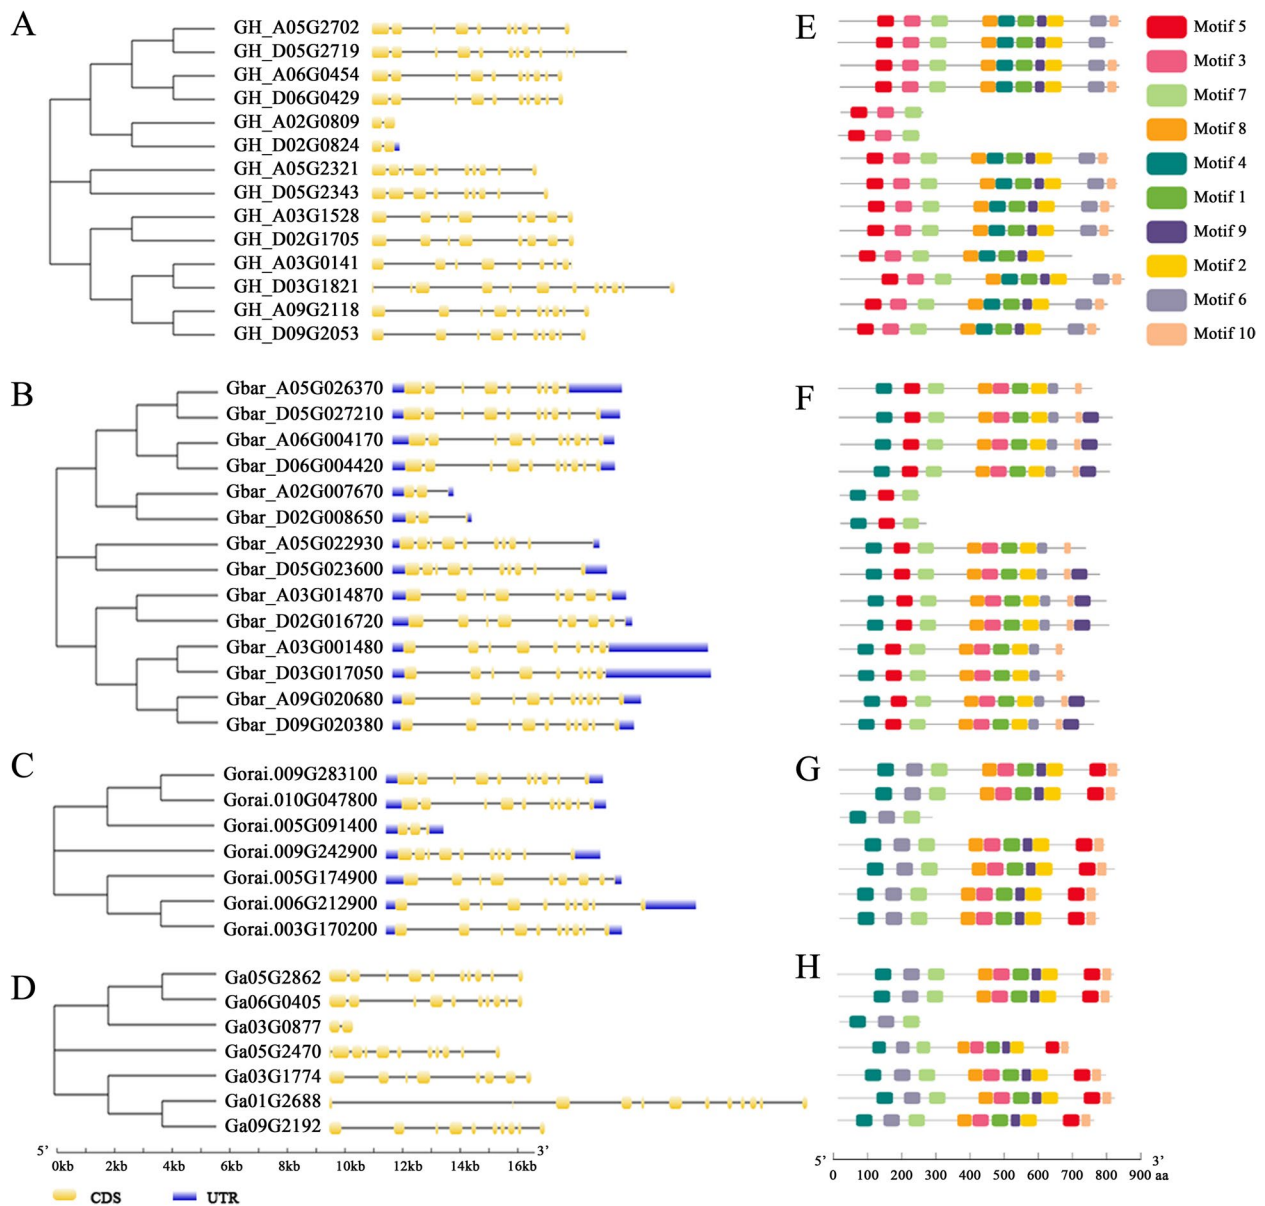 A
GH_A05G2702
GH_D05G2719
GH_A06G0454
GH_D06G0429
GH_A02G0809
GH_D02G0824
GH_A05G2321
GH_D05G2343
GH_A03G1528
GH_D02G1705
GH_A03G0141
GH_D03G1821
GH_A09G2118
GH_D09G2053
E
Motif 5
Motif 3
Motif 7
Motif 8
Motif 4
Motif 1
Motif 9
Motif 2
Motif 6
Motif 10
B
Gbar_A05G026370
Gbar_D05G027210
Gbar_A06G004170
Gbar_D06G004420
Gbar_A02G007670
Gbar_D02G008650
Gbar_A05G022930
Gbar_D05G023600
Gbar_A03G014870
Gbar_D02G016720
Gbar_A03G001480
Gbar_D03G017050
Gbar_A09G020680
Gbar_D09G020380
F
C
Gorai.009G283100
Gorai.010G047800
Gorai.005G091400
Gorai.009G242900
Gorai.005G174900
Gorai.006G212900
Gorai.003G170200
G
D
Ga05G2862
Ga06G0405
Ga03G0877
Ga05G2470
Ga03G1774
Ga01G2688
Ga09G2192
H
5’ 3’
0kb 2kb 4kb 6kb 8kb 10kb 12kb 14kb 16kb
CDS UTR
5’ 3’
0 100 200 300 400 500 600 700 800 900 aa